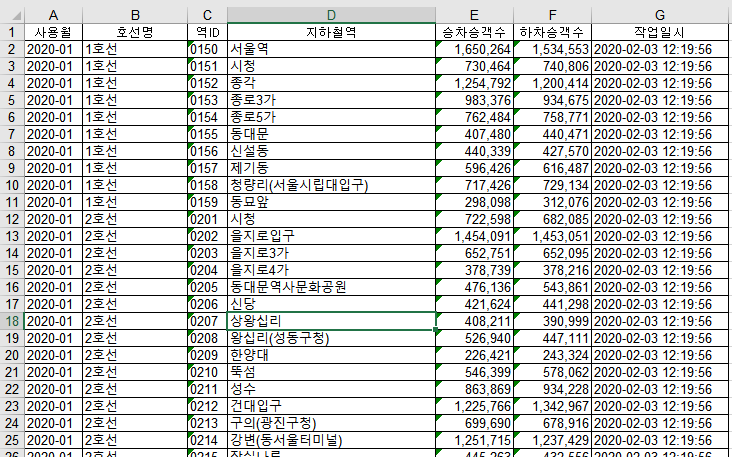 A B C D E F G
1 사용월 호선명 역ID 지하철역 승차승객수 하차승객수 작업일시
2 2020-01 1호선 0150 서울역 1,650,264 1,534,553 2020-02-03 12:19:56
3 2020-01 1호선 0151 시청 730,464 740,806 2020-02-03 12:19:56
4 2020-01 1호선 0152 종각 1,254,792 1,200,414 2020-02-03 12:19:56
5 2020-01 1호선 0153 종로3가 983,376 934,675 2020-02-03 12:19:56
6 2020-01 1호선 0154 종로5가 762,484 758,771 2020-02-03 12:19:56
7 2020-01 1호선 0155 동대문 407,480 440,471 2020-02-03 12:19:56
8 2020-01 1호선 0156 신설동 440,339 427,570 2020-02-03 12:19:56
9 2020-01 1호선 0157 제기동 596,426 616,487 2020-02-03 12:19:56
10 2020-01 1호선 0158 청량리(서울시립대입구) 717,426 729,134 2020-02-03 12:19:56
11 2020-01 1호선 0159 동묘앞 298,098 312,076 2020-02-03 12:19:56
12 2020-01 2호선 0201 시청 722,598 682,085 2020-02-03 12:19:56
13 2020-01 2호선 0202 을지로입구 1,454,091 1,453,051 2020-02-03 12:19:56
14 2020-01 2호선 0203 을지로3가 652,751 652,095 2020-02-03 12:19:56
15 2020-01 2호선 0204 을지로4가 378,739 378,216 2020-02-03 12:19:56
16 2020-01 2호선 0205 동대문역사문화공원 476,136 543,861 2020-02-03 12:19:56
17 2020-01 2호선 0206 신당 421,624 441,298 2020-02-03 12:19:56
18 2020-01 2호선 0207 상왕십리 408,211 390,999 2020-02-03 12:19:56
19 2020-01 2호선 0208 왕십리(성동구청) 526,940 447,111 2020-02-03 12:19:56
20 2020-01 2호선 0209 한양대 226,421 243,324 2020-02-03 12:19:56
21 2020-01 2호선 0210 뚝섬 546,399 578,062 2020-02-03 12:19:56
22 2020-01 2호선 0211 성수 863,869 934,228 2020-02-03 12:19:56
23 2020-01 2호선 0212 건대입구 1,225,766 1,342,967 2020-02-03 12:19:56
24 2020-01 2호선 0213 구의(광진구청) 699,690 678,916 2020-02-03 12:19:56
25 2020-01 2호선 0214 강변(동서울터미널) 1,251,715 1,237,429 2020-02-03 12:19:56
2020-01 2호선 0215 잠실나루 2020-02-03 12:19:56